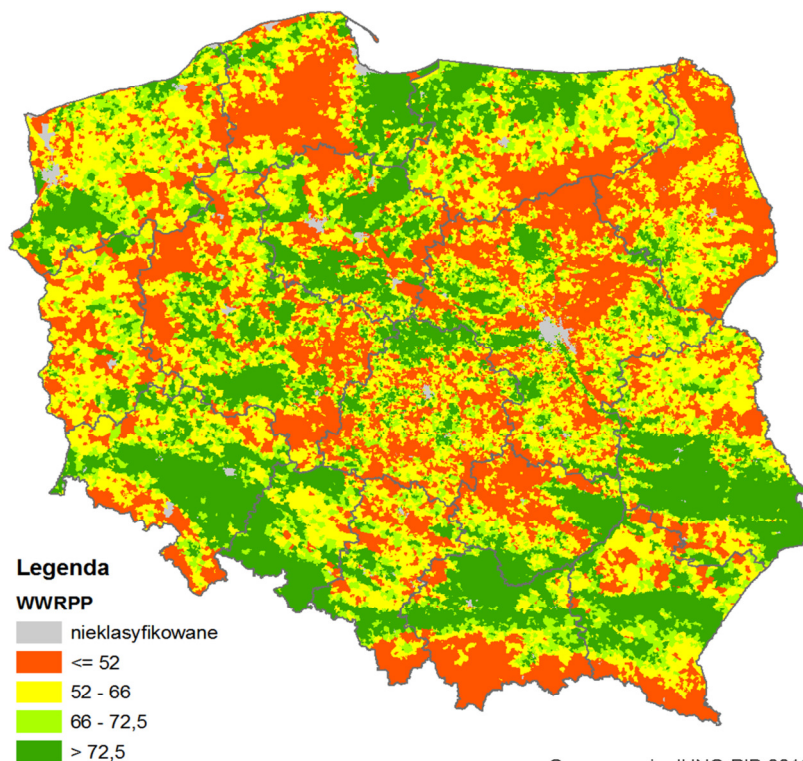 Legenda
WWRPP
nieklasyfikowane
<= 52
52 - 66
66 - 72,5
> 72,5